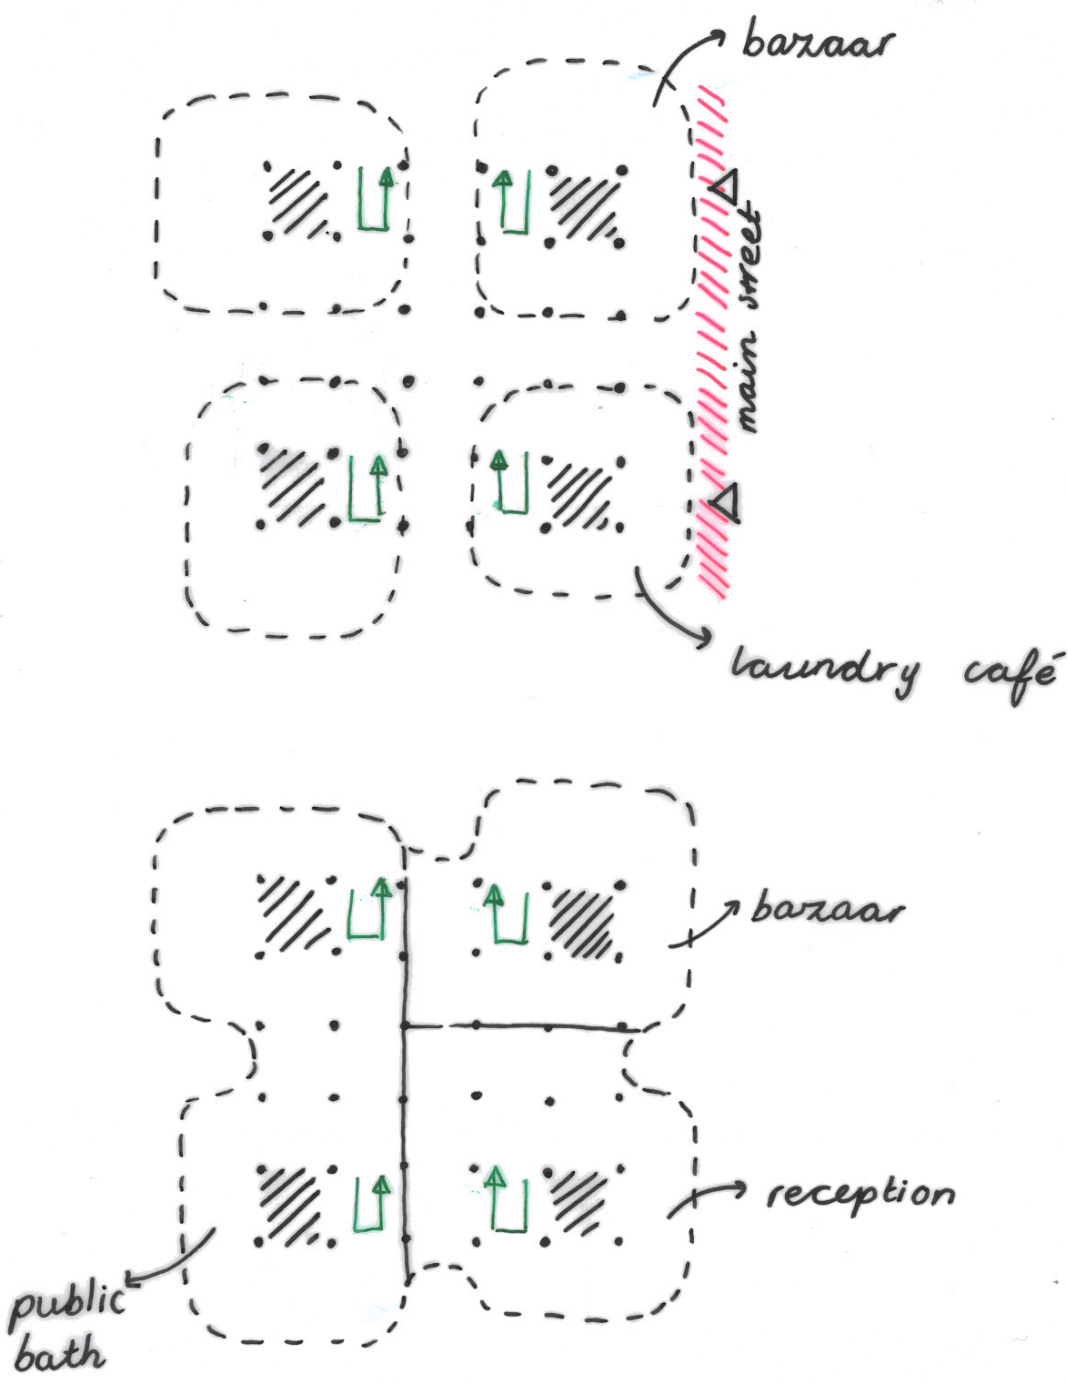 bazaar
main street
laundry café
bazaar
reception
public
bath